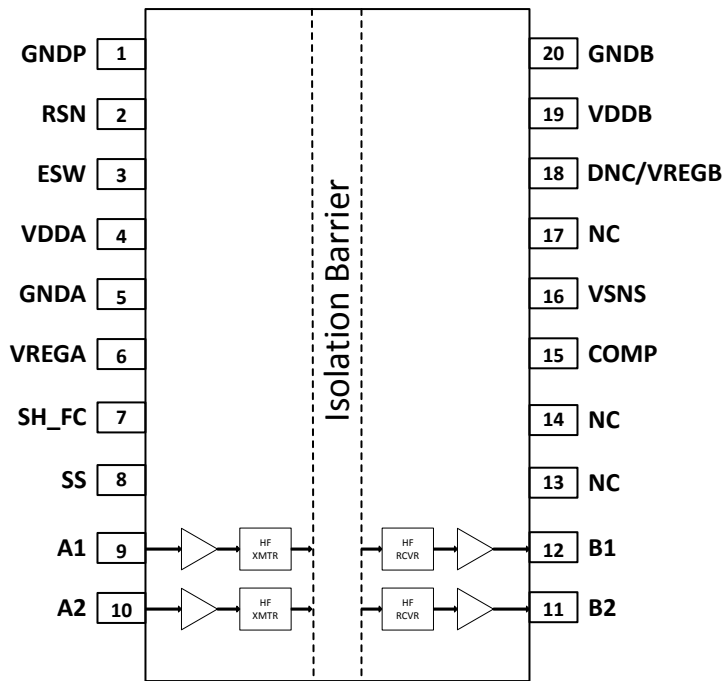 GNDP 1
20 GNDB
RSN 2
19 VDDB
ESW 3
18 DNC/VREGB
VDDA 4
17 NC
GNDA 5
16 VSNS
VREGA 6
15 COMP
SH_FC 7
14 NC
SS 8
13 NC
Isolation Barrier
A1 9
HF
XMTR
HF
RCVR
12 B1
A2 10
HF
XMTR
HF
RCVR
11 B2